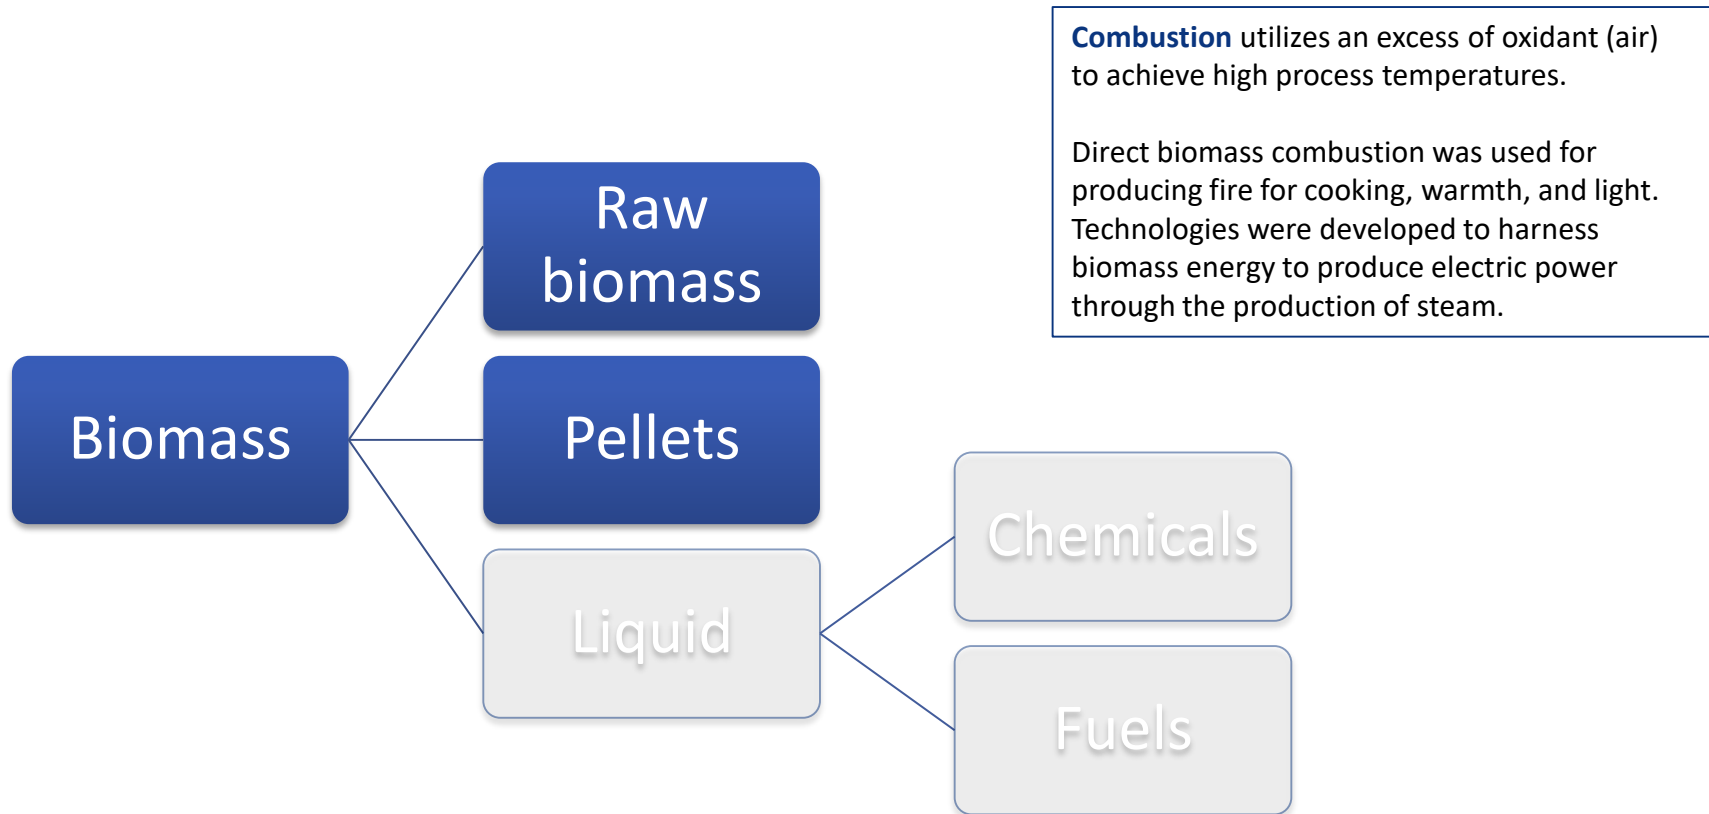 Combustion utilizes an excess of oxidant (air)
to achieve high process temperatures.
Direct biomass combustion was used for
producing fire for cooking, warmth, and light.
Technologies were developed to harness
biomass energy to produce electric power
through the production of steam.
Raw
biomass
Biomass
Pellets
Liquid
Chemicals
Fuels